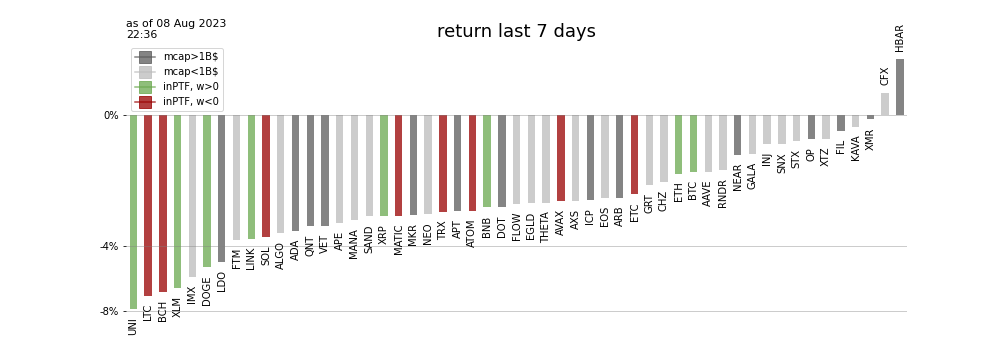 as of 08 Aug 2023
22:36
return last 7 days
mcap>1B$
mcap<1B$
inPTF, w>0
inPTF, w<0
0%
-4%
-8%
UNI
LTC
BCH
XLM
IMX
DOGE
LDO
FTM
LINK
SOL
ALGO
ADA
QNT
VET
APE
MANA
SAND
XRP
MATIC
MKR
NEO
TRX
APT
ATOM
BNB
DOT
FLOW
EGLD
THETA
AVAX
AXS
ICP
EOS
ARB
ETC
GRT
CHZ
ETH
BTC
AAVE
RNDR
NEAR
GALA
INJ
SNX
STX
OP
XTZ
FIL
KAVA
XMR
CFX
HBAR